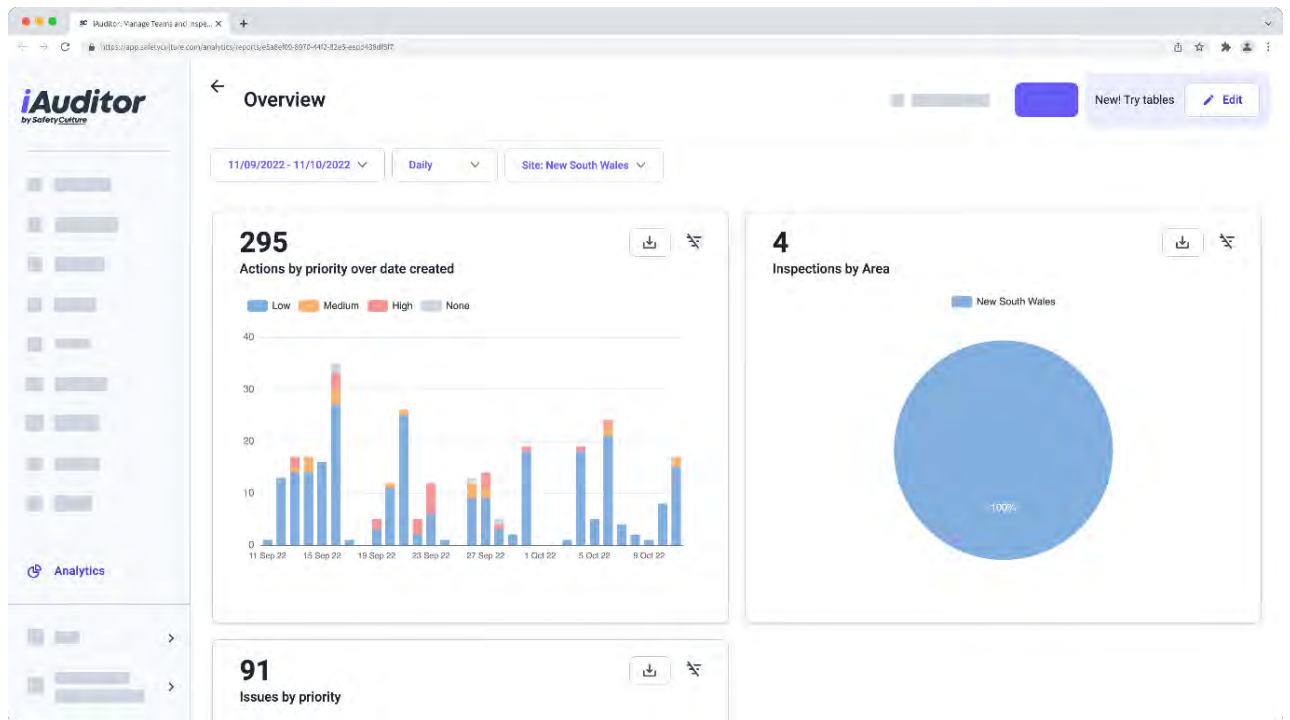 iAuditor: Manage Teams and Inspe...
iAuditor
by SafetyCulture
Overview
New! Try tables
Edit
11/09/2022 - 11/10/2022
Daily
Site: New South Wales
295
Actions by priority over date created
Low Medium High None
40
30
20
10
0
11 Sep 22 15 Sep 22 19 Sep 22 23 Sep 22 27 Sep 22 1 Oct 22 5 Oct 22 9 Oct 22
4
Inspections by Area
New South Wales
100%
Analytics
91
Issues by priority